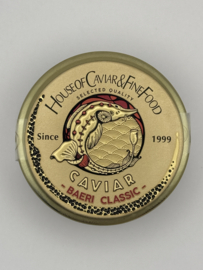 HOUSE OF CAVIAR & FINE FOOD
SELECTED QUALITY
Since 1999
CAVIAR
- BAERI CLASSIC -